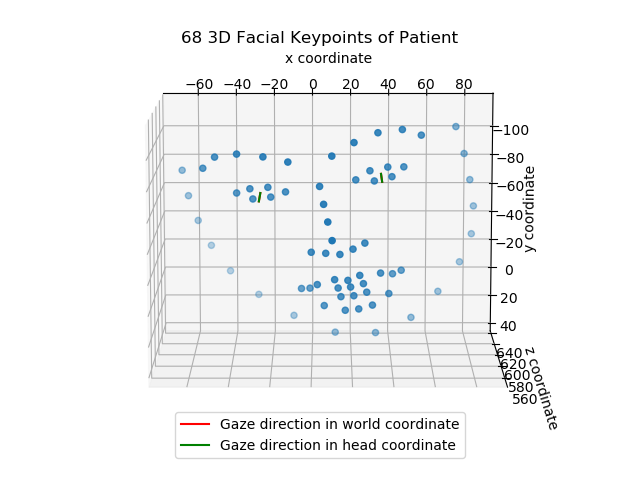 68 3D Facial Keypoints of Patient
x coordinate
−60 −40 −20 0 20 40 60 80
−100
−80
−60
−40
−20
0
20
40
y coordinate
640
620
600
580
560
z coordinate
Gaze direction in world coordinate
Gaze direction in head coordinate